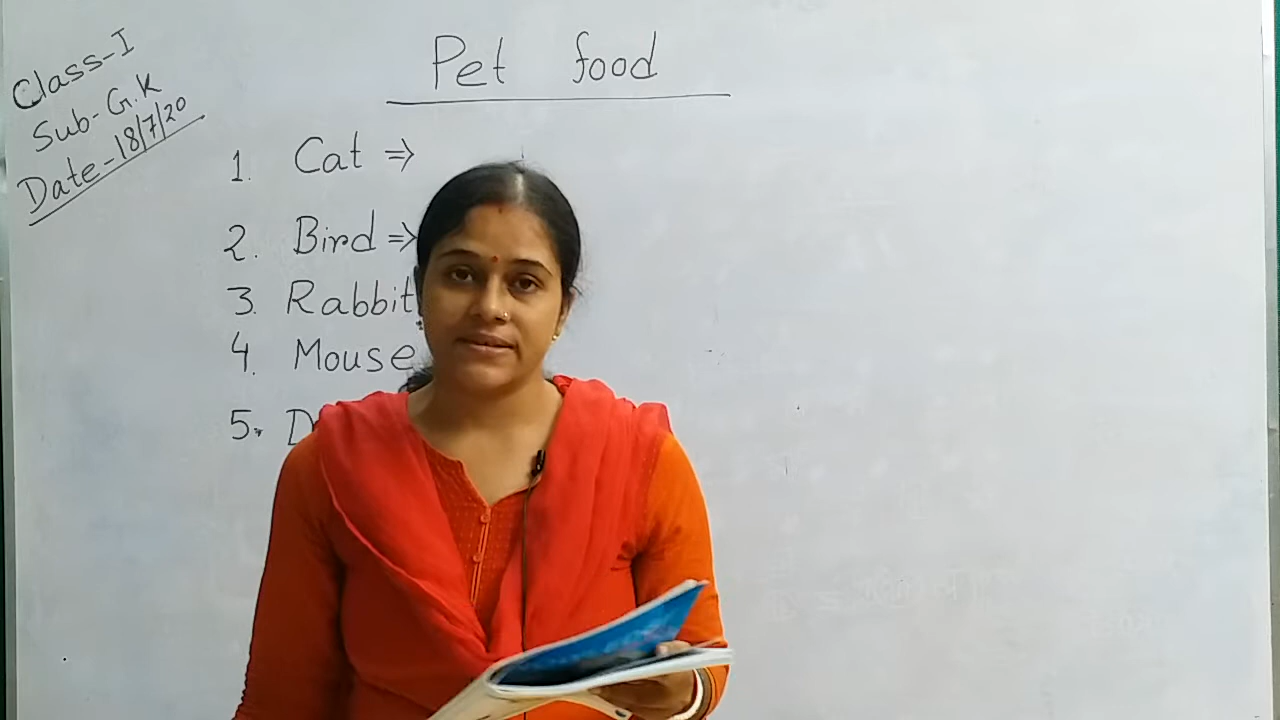 Class-I
Sub-G.K
Date-18/7/20
Pet food
1. Cat ⇒
2. Bird ⇒
3. Rabbit
4. Mouse
5.